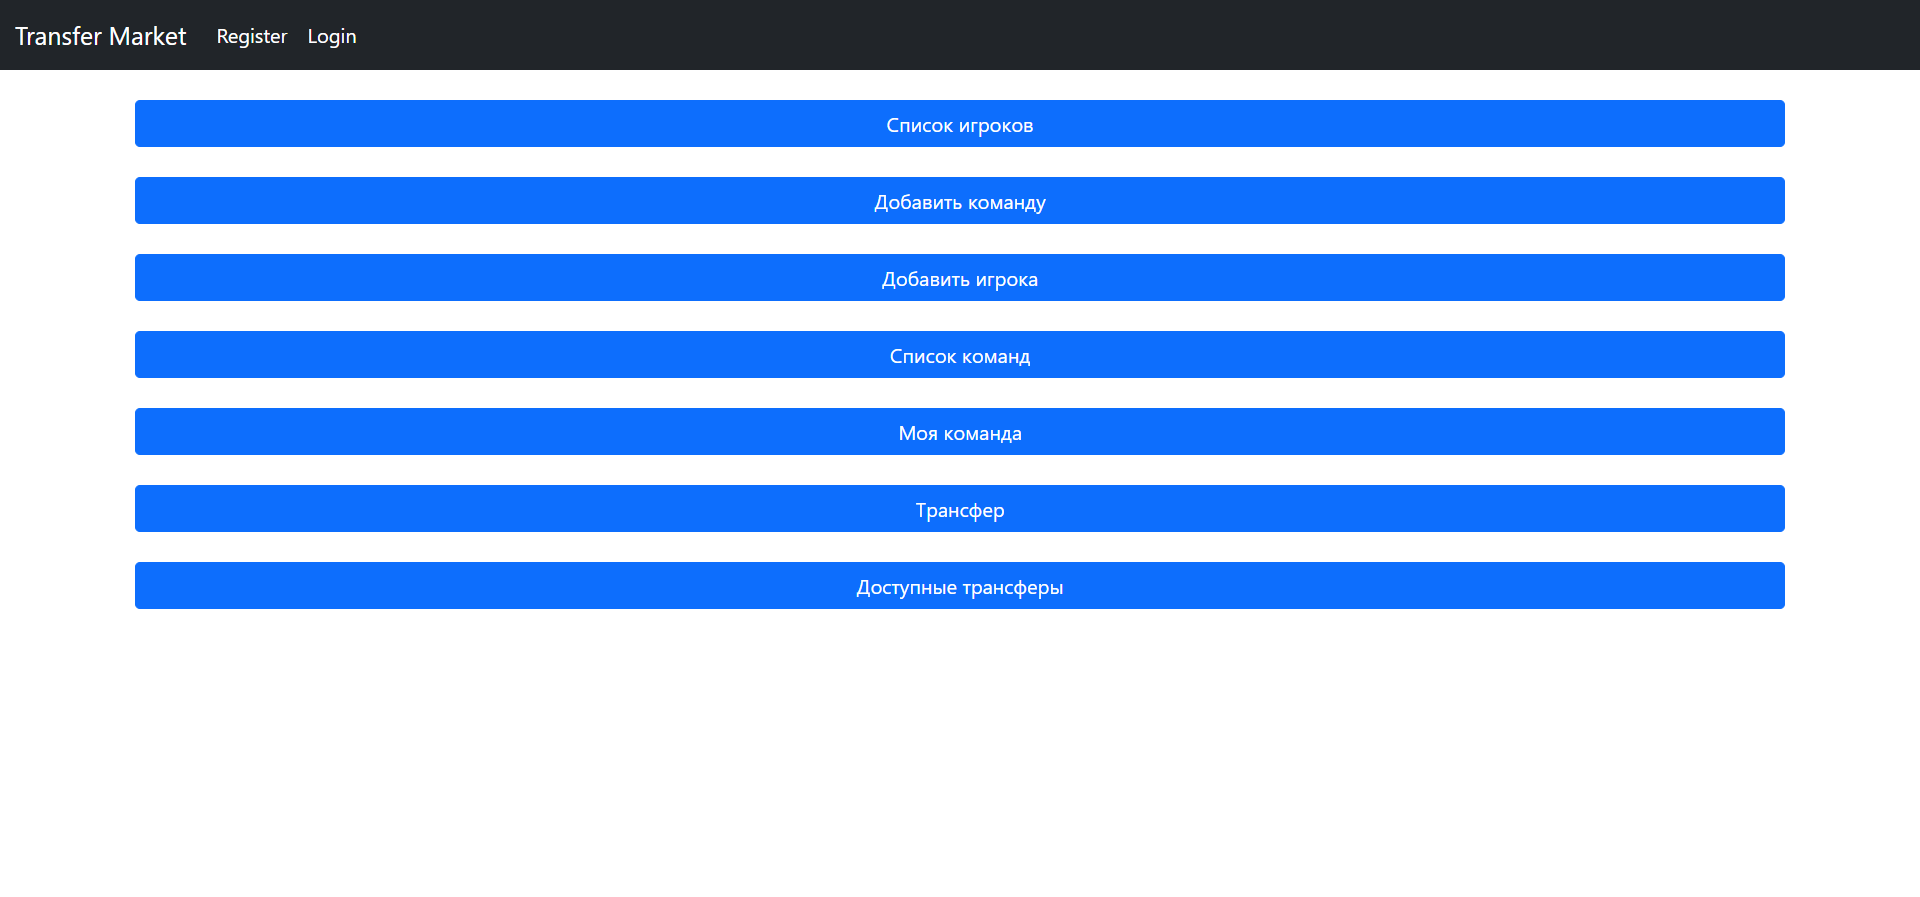 Transfer Market Register Login
Список игроков
Добавить команду
Добавить игрока
Список команд
Моя команда
Трансфер
Доступные трансферы